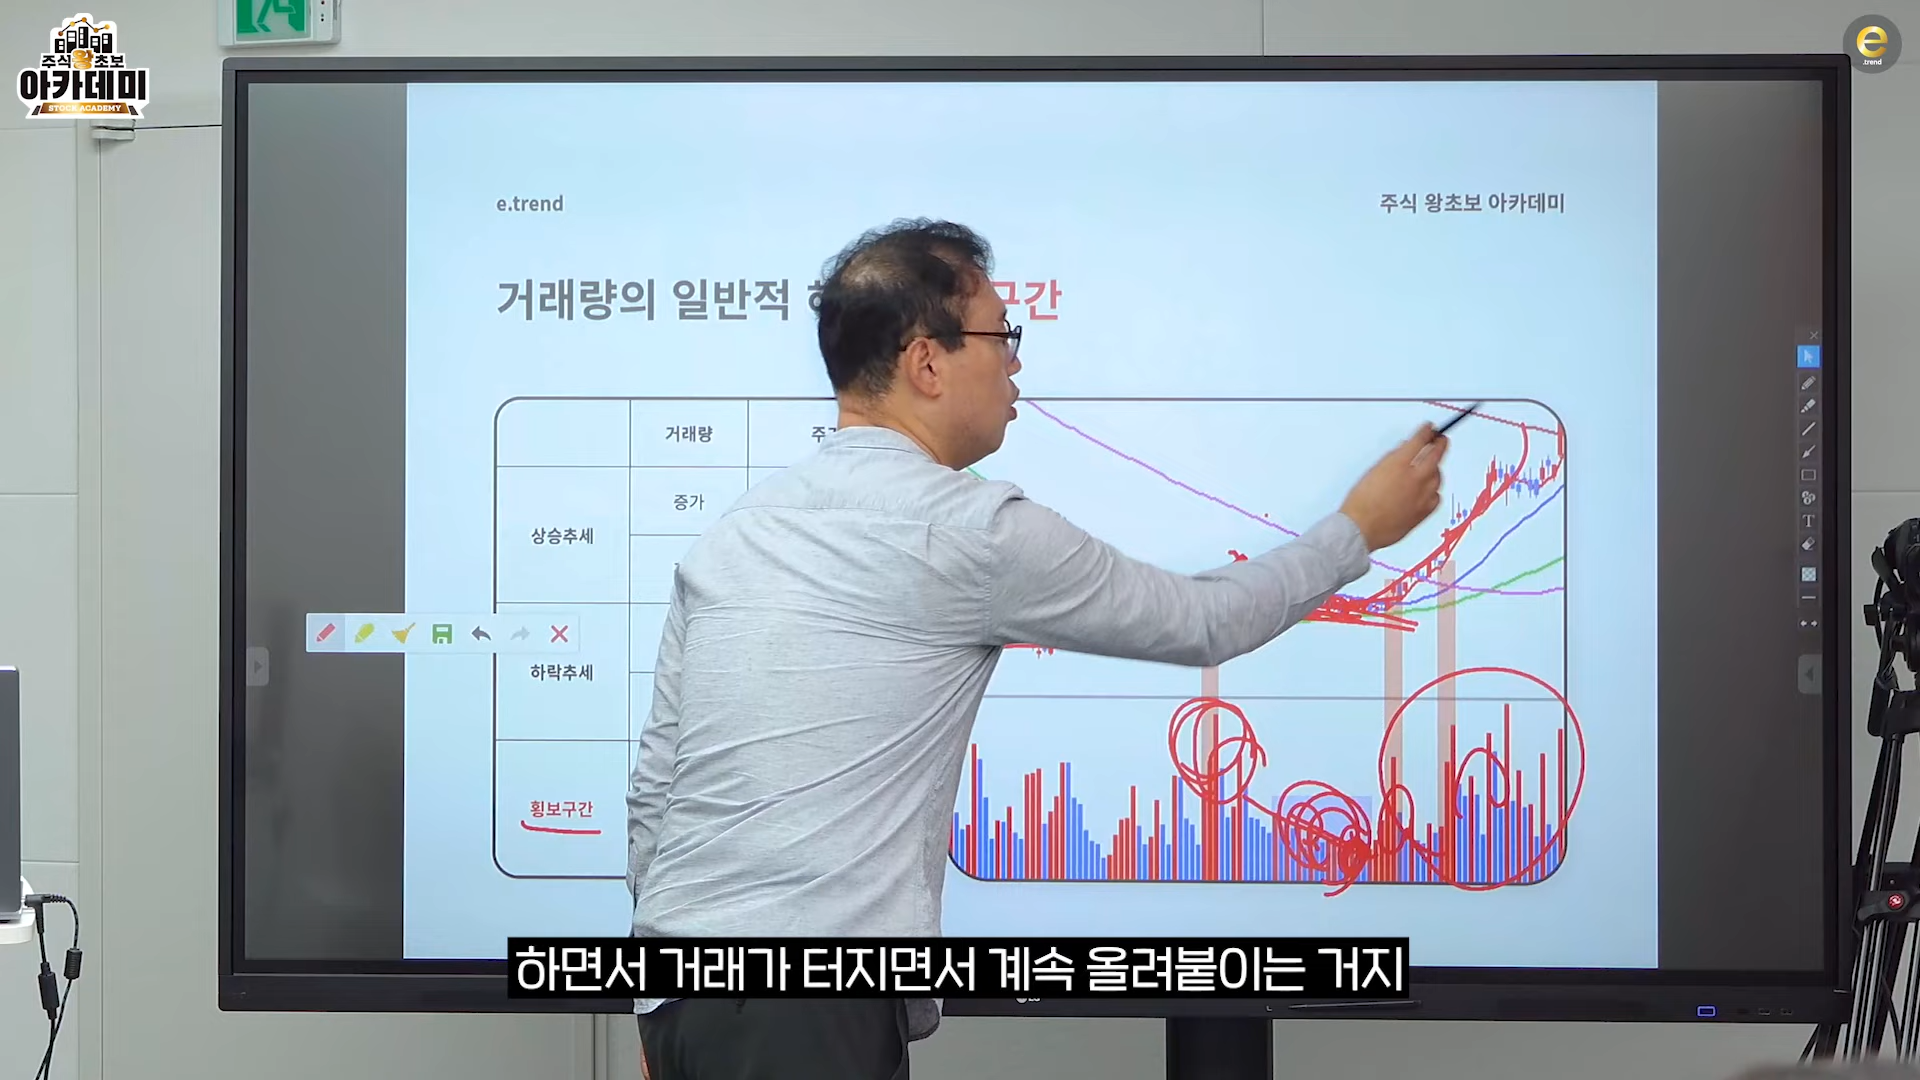 주식왕초보
아카데미
STOCK ACADEMY
e
.trend
e.trend
주식 왕초보 아카데미
거래량의 일반적
구간
거래량
증가
상승추세
하락추세
횡보구간
하면서 거래가 터지면서 계속 올려붙이는 거지
LG